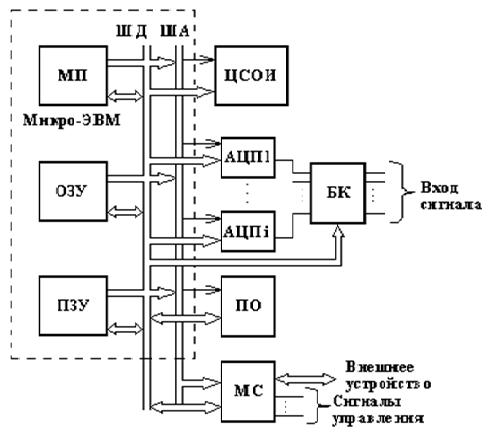 ШД ША
МП
ЦСОИ
Микро-ЭВМ
АЦП1
ОЗУ
БК
Вход
сигнала
АЦПi
ПЗУ
ПО
МС
Внешнее
устройство
Сигналы
управления